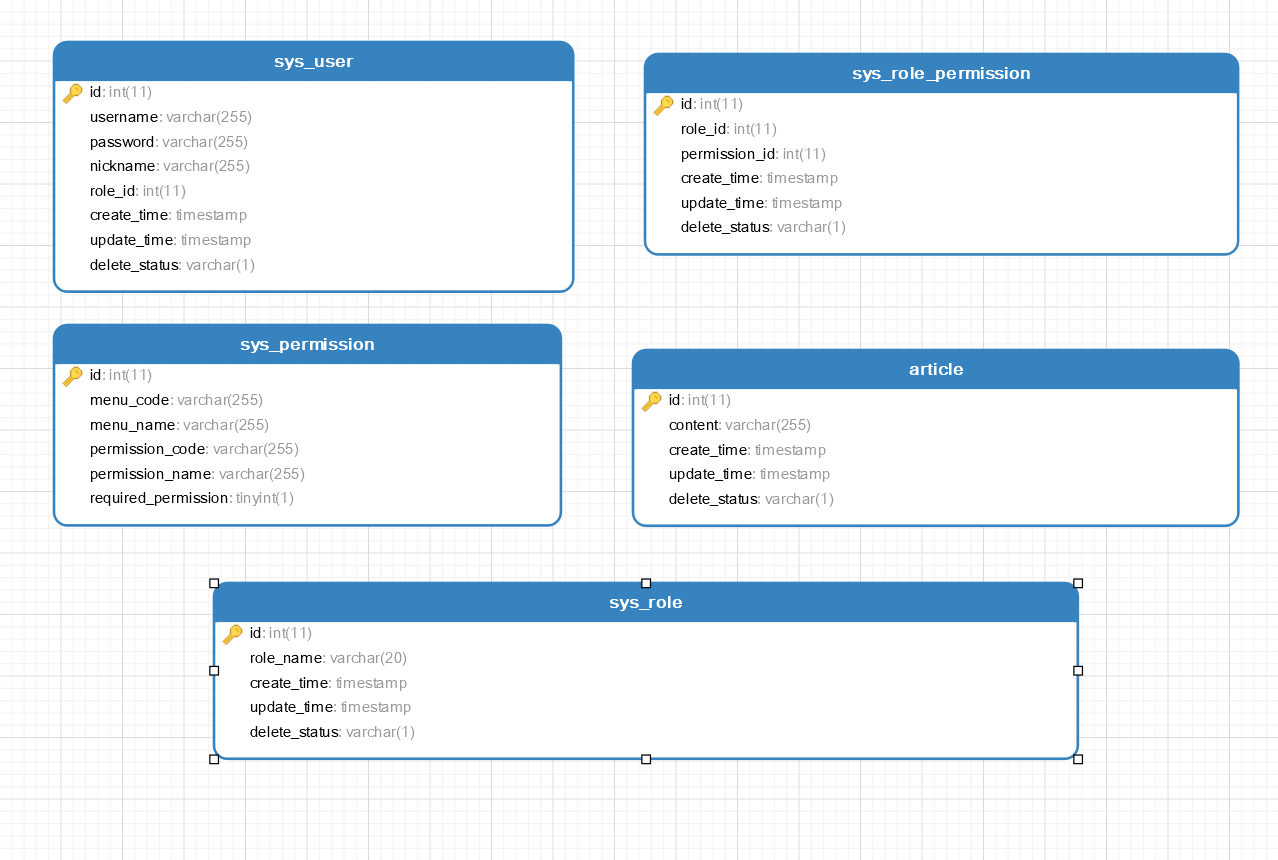 sys_user
id: int(11)
username: varchar(255)
password: varchar(255)
nickname: varchar(255)
role_id: int(11)
create_time: timestamp
update_time: timestamp
delete_status: varchar(1)
sys_role_permission
id: int(11)
role_id: int(11)
permission_id: int(11)
create_time: timestamp
update_time: timestamp
delete_status: varchar(1)
sys_permission
id: int(11)
menu_code: varchar(255)
menu_name: varchar(255)
permission_code: varchar(255)
permission_name: varchar(255)
required_permission: tinyint(1)
article
id: int(11)
content: varchar(255)
create_time: timestamp
update_time: timestamp
delete_status: varchar(1)
sys_role
id: int(11)
role_name: varchar(20)
create_time: timestamp
update_time: timestamp
delete_status: varchar(1)